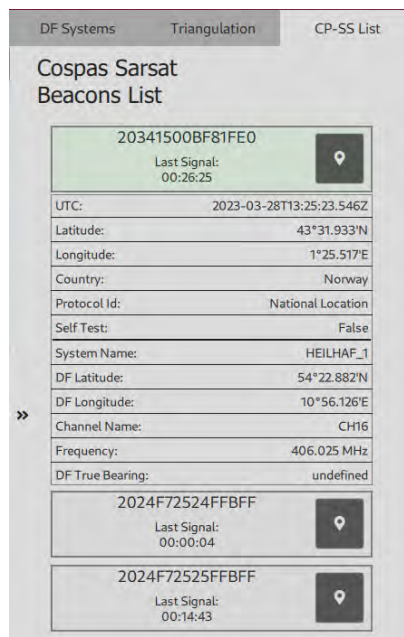 DF Systems Triangulation CP-SS List
Cospas Sarsat
Beacons List
20341500BF81FE0
Last Signal:
00:26:25
UTC: 2023-03-28T13:25:23.546Z
Latitude: 43°31.933'N
Longitude: 1°25.517'E
Country: Norway
Protocol Id: National Location
Self Test: False
System Name: HEILHAF_1
DF Latitude: 54°22.882'N
DF Longitude: 10°56.126'E
Channel Name: CH16
Frequency: 406.025 MHz
DF True Bearing: undefined
»
2024F72524FFBFF
Last Signal:
00:00:04
2024F72525FFBFF
Last Signal:
00:14:43